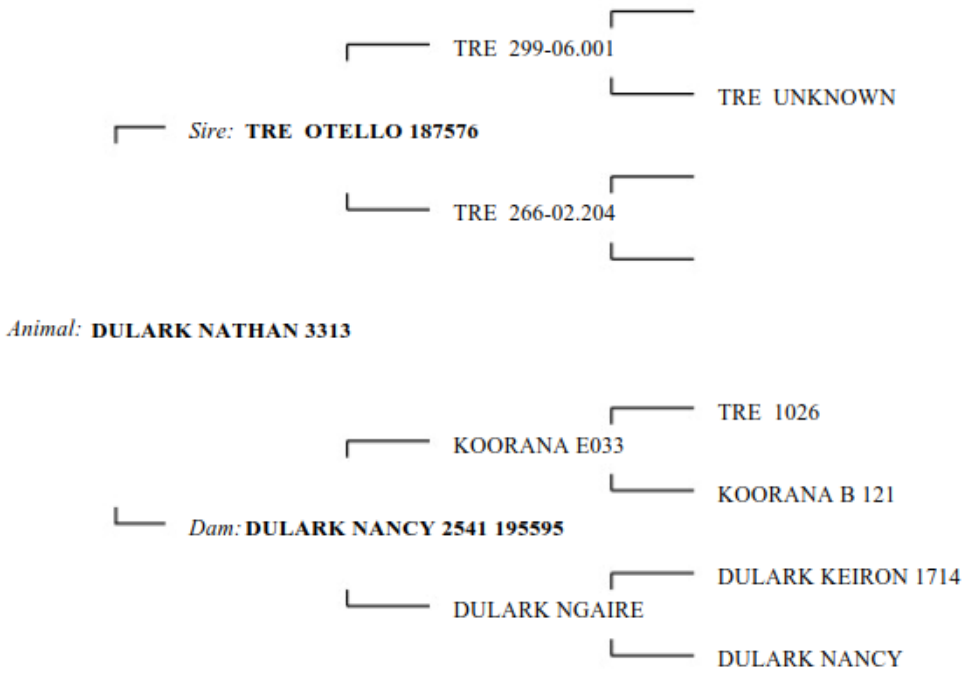 TRE 299-06.001
TRE UNKNOWN
Sire: TRE OTELLO 187576
TRE 266-02.204
Animal: DULARK NATHAN 3313
TRE 1026
KOORANA E033
KOORANA B 121
Dam: DULARK NANCY 2541 195595
DULARK KEIRON 1714
DULARK NGAIRE
DULARK NANCY